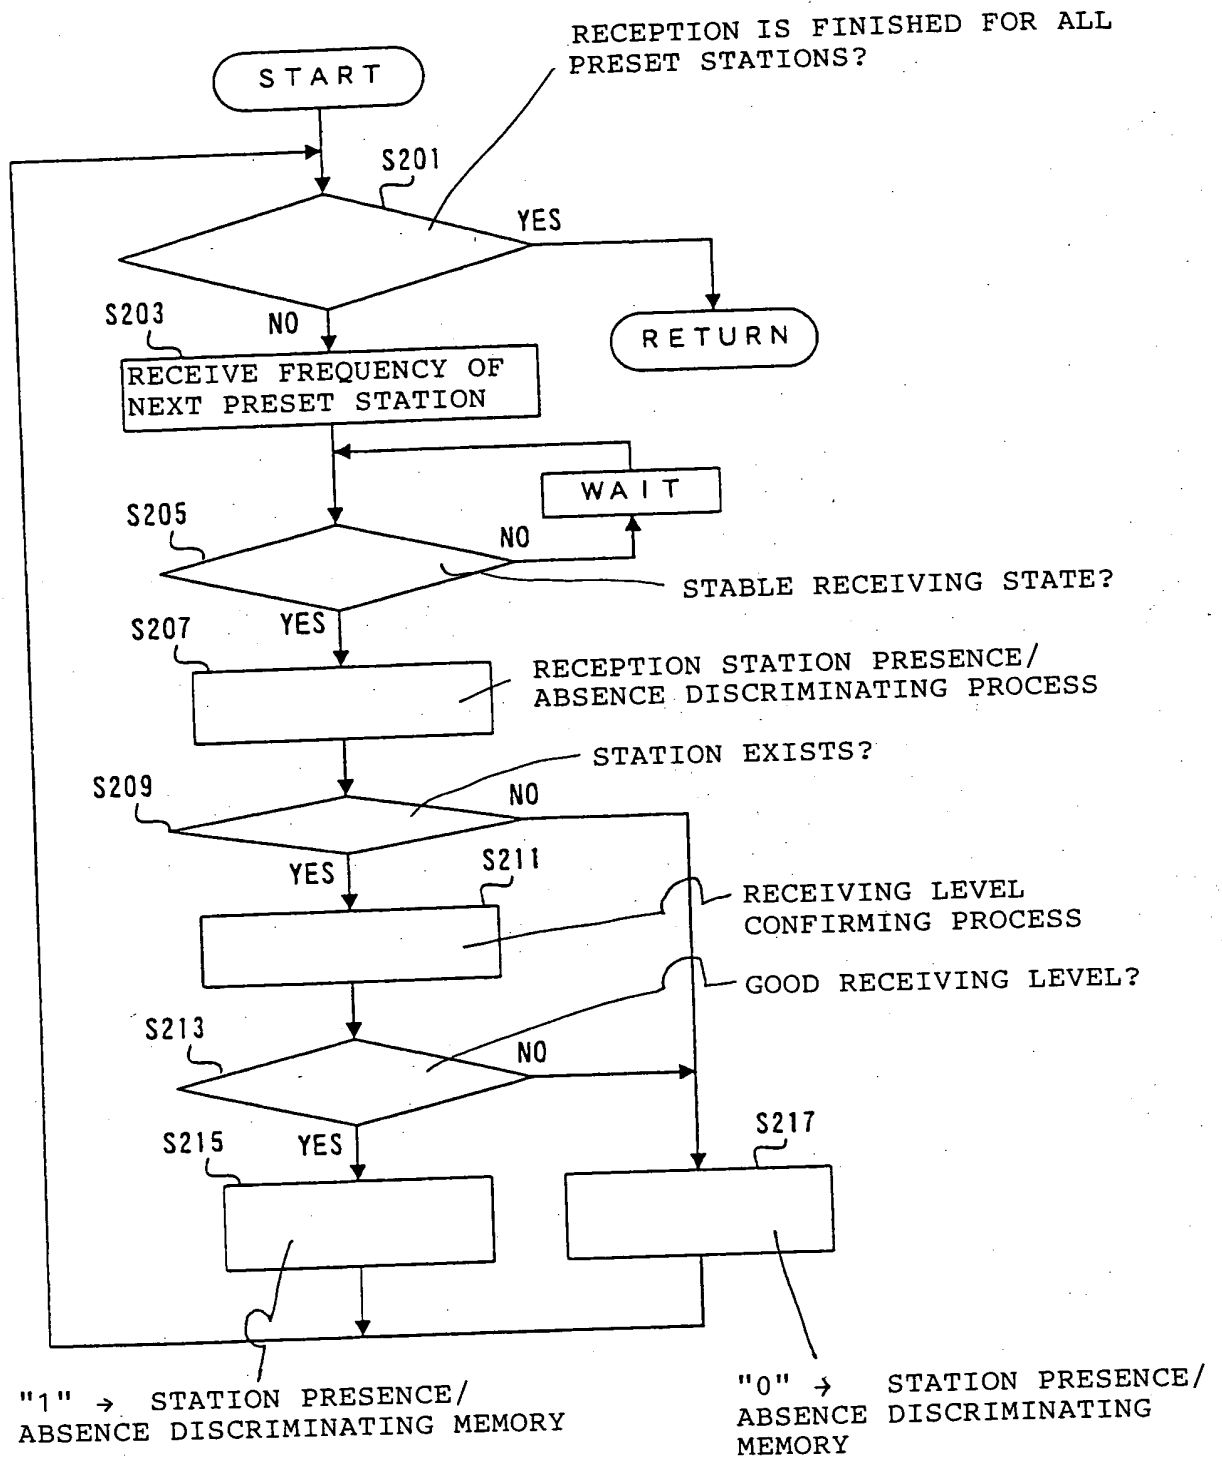 RECEPTION IS FINISHED FOR ALL
PRESET STATIONS?
START
S201
YES
S203
NO
RETURN
RECEIVE FREQUENCY OF
NEXT PRESET STATION
WAIT
S205
NO
STABLE RECEIVING STATE?
S207
YES
RECEPTION STATION PRESENCE/
ABSENCE DISCRIMINATING PROCESS
STATION EXISTS?
S209
NO
YES
S211
RECEIVING LEVEL
CONFIRMING PROCESS
GOOD RECEIVING LEVEL?
S213
NO
S215
YES
S217
"1" → STATION PRESENCE/
ABSENCE DISCRIMINATING MEMORY
"0" → STATION PRESENCE/
ABSENCE DISCRIMINATING
MEMORY